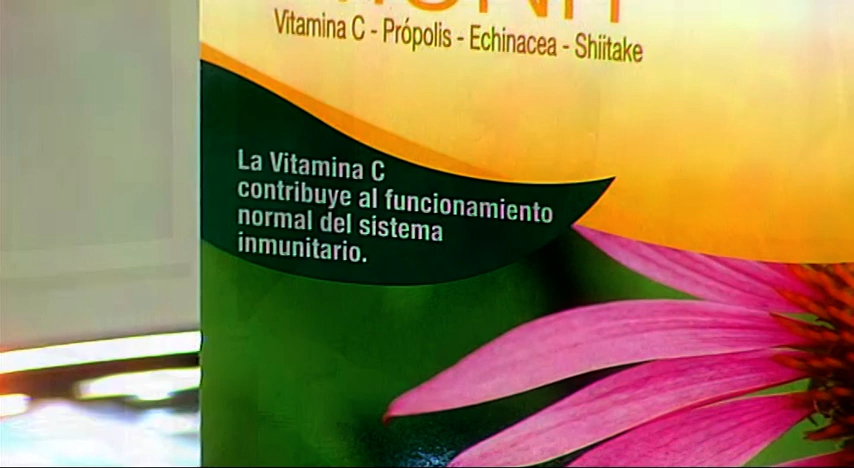 Vitamina C - Própolis - Echinacea - Shiitake
La Vitamina C
contribuye al funcionamiento
normal del sistema
inmunitario.